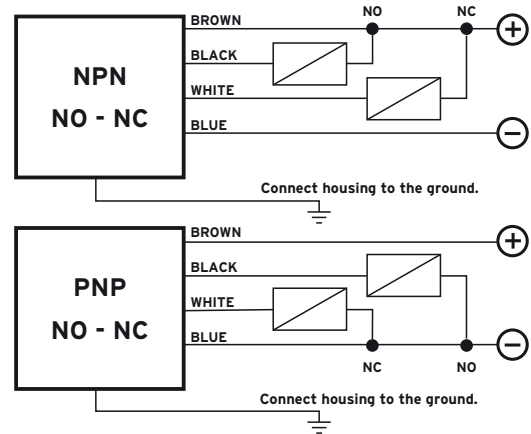 NO NC
BROWN
+
BLACK
NPN
NO - NC
WHITE
BLUE
−
Connect housing to the ground.
BROWN
+
BLACK
PNP
NO - NC
WHITE
BLUE
−
NC NO
Connect housing to the ground.